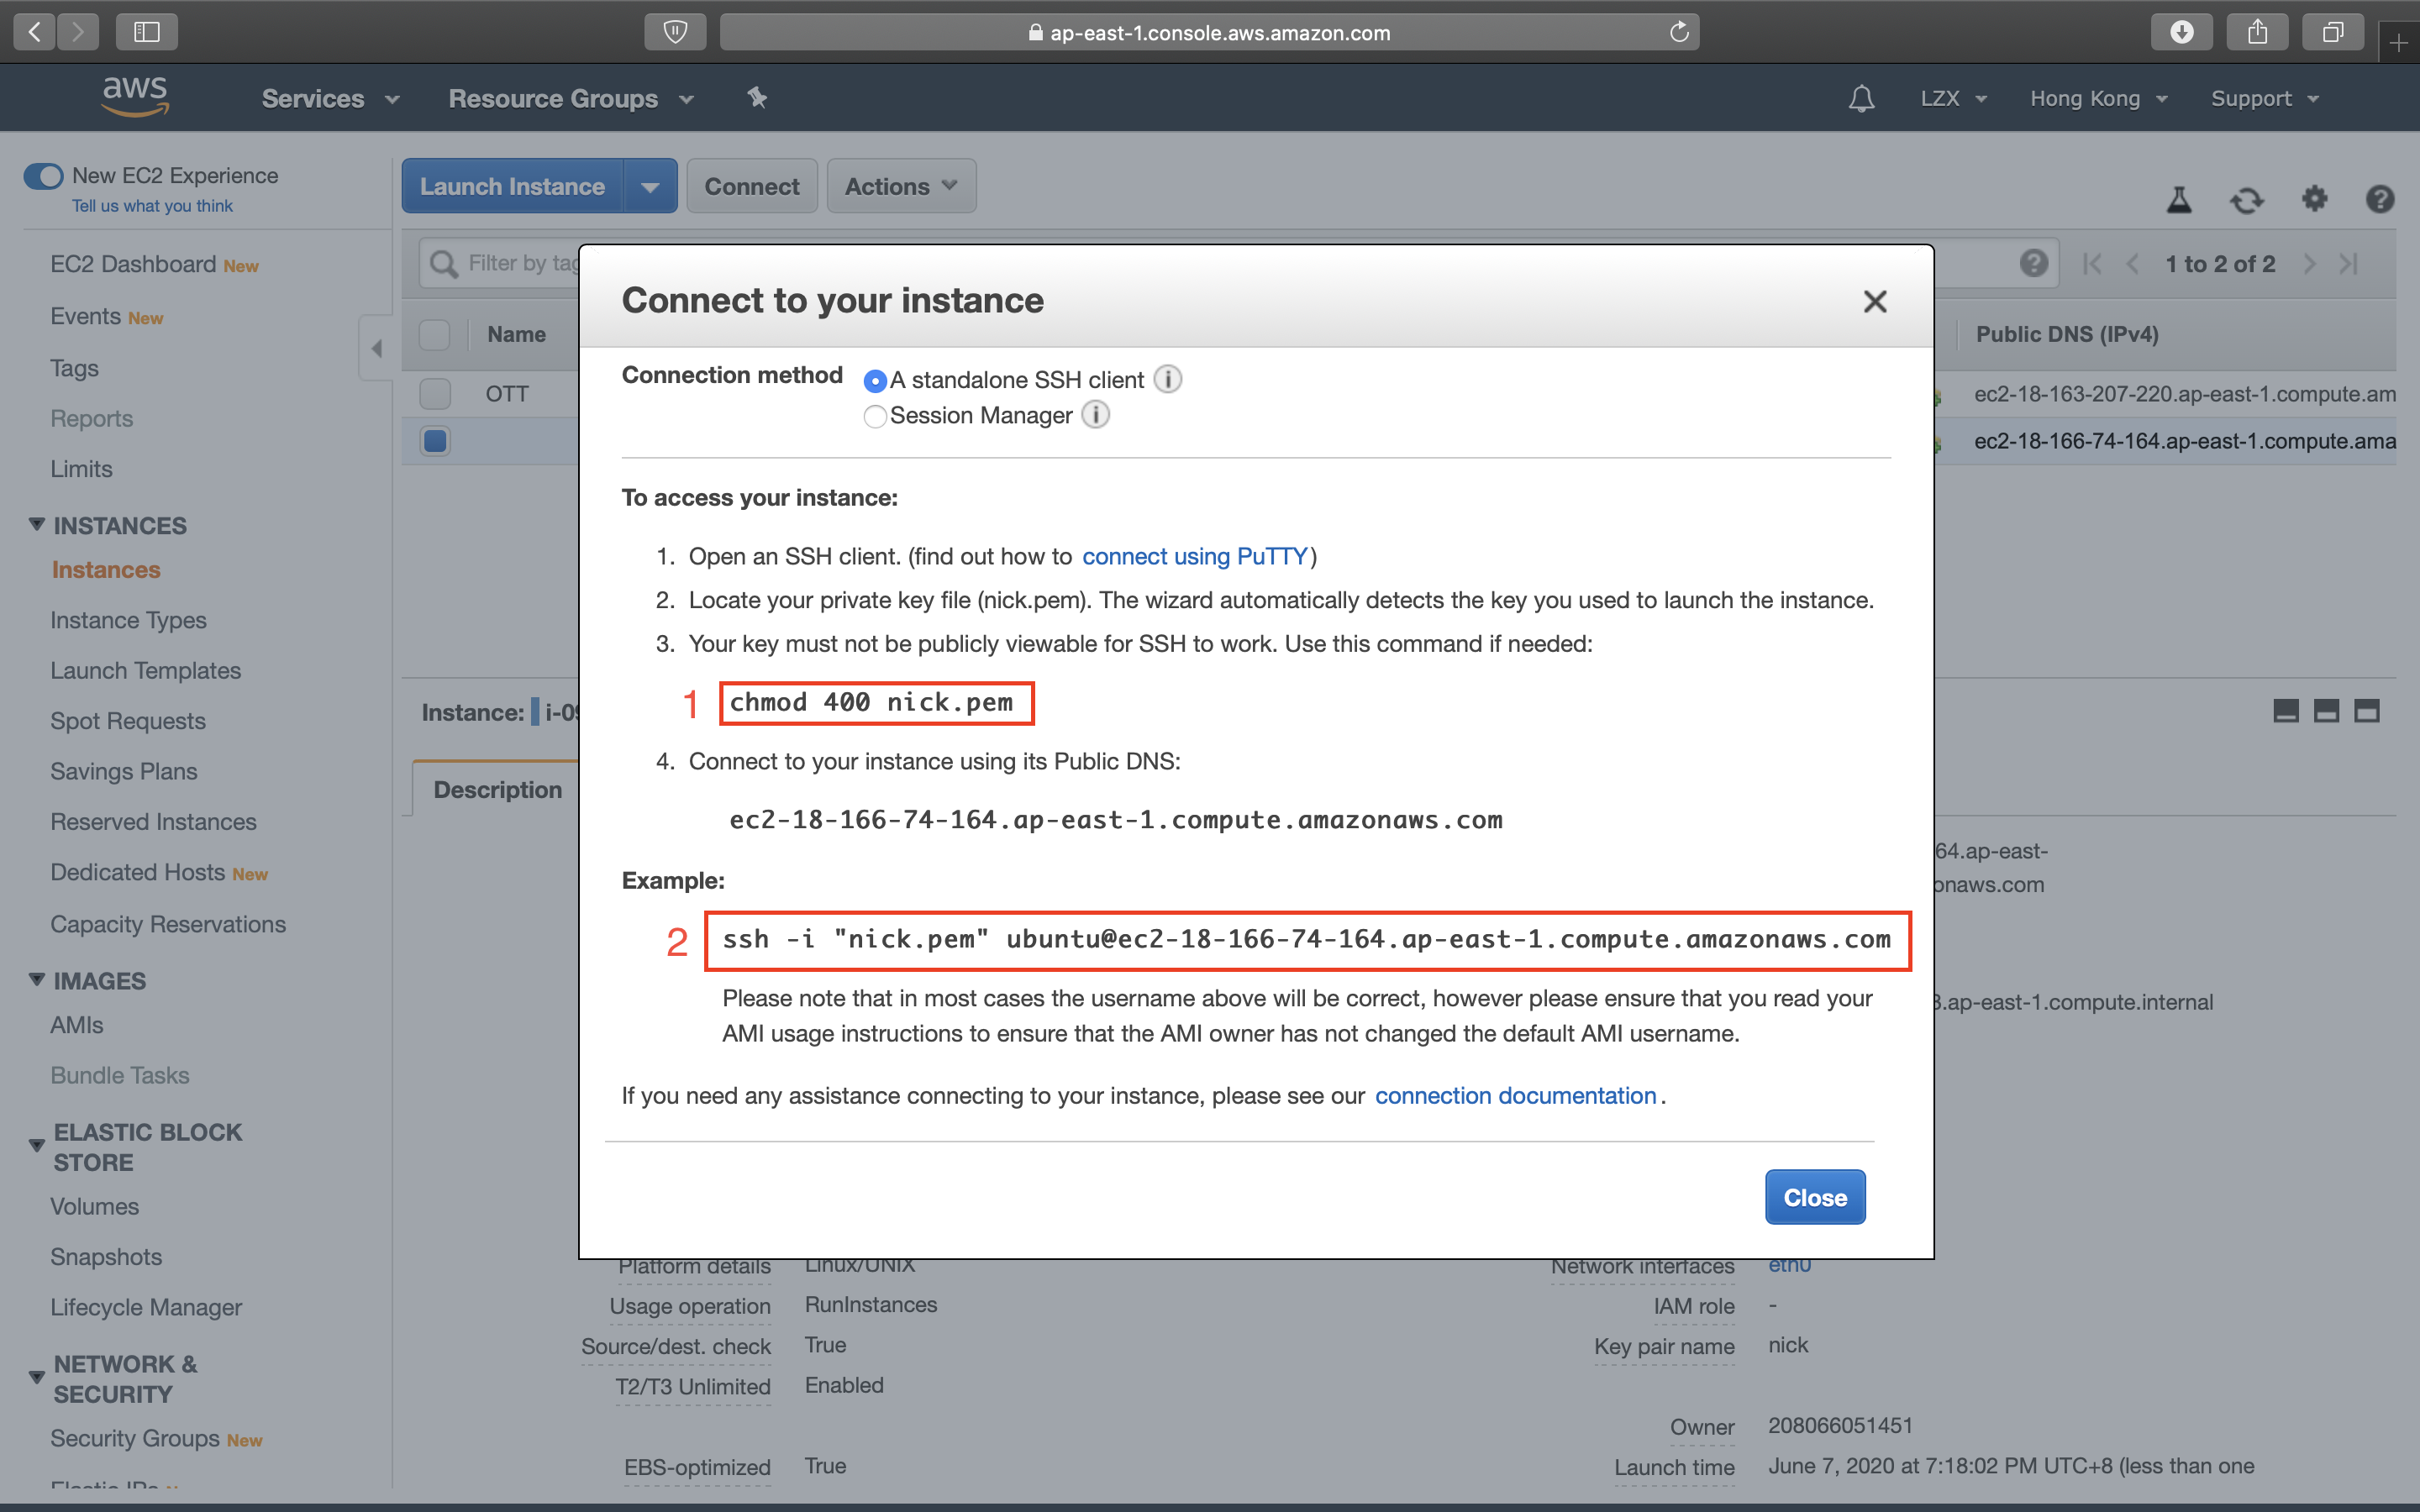 ap-east-1.console.aws.amazon.com
aws
Services
Resource Groups
LZX
Hong Kong
Support
New EC2 Experience
Tell us what you think
Launch Instance
Connect
Actions
EC2 Dashboard New
Events New
Tags
Reports
Limits
INSTANCES
Instances
Instance Types
Launch Templates
Spot Requests
Savings Plans
Reserved Instances
Dedicated Hosts New
Capacity Reservations
IMAGES
AMIs
Bundle Tasks
ELASTIC BLOCK
STORE
Volumes
Snapshots
Lifecycle Manager
NETWORK &
SECURITY
Security Groups New
Filter by tag
1 to 2 of 2
Name
Public DNS (IPv4)
OTT
ec2-18-163-207-220.ap-east-1.compute.am
ec2-18-166-74-164.ap-east-1.compute.ama
Instance: i-09
Description
Connect to your instance
Connection method
A standalone SSH client
Session Manager
To access your instance:
1. Open an SSH client. (find out how to connect using PuTTY)
2. Locate your private key file (nick.pem). The wizard automatically detects the key you used to launch the instance.
3. Your key must not be publicly viewable for SSH to work. Use this command if needed:
1 chmod 400 nick.pem
4. Connect to your instance using its Public DNS:
ec2-18-166-74-164.ap-east-1.compute.amazonaws.com
Example:
2 ssh -i "nick.pem" ubuntu@ec2-18-166-74-164.ap-east-1.compute.amazonaws.com
Please note that in most cases the username above will be correct, however please ensure that you read your
AMI usage instructions to ensure that the AMI owner has not changed the default AMI username.
If you need any assistance connecting to your instance, please see our connection documentation.
Close
64.ap-east-
onaws.com
3.ap-east-1.compute.internal
Platform details Linux/UNIX
Network interfaces eth0
Usage operation RunInstances
IAM role -
Source/dest. check True
Key pair name nick
T2/T3 Unlimited Enabled
Owner 208066051451
EBS-optimized True
Launch time June 7, 2020 at 7:18:02 PM UTC+8 (less than one